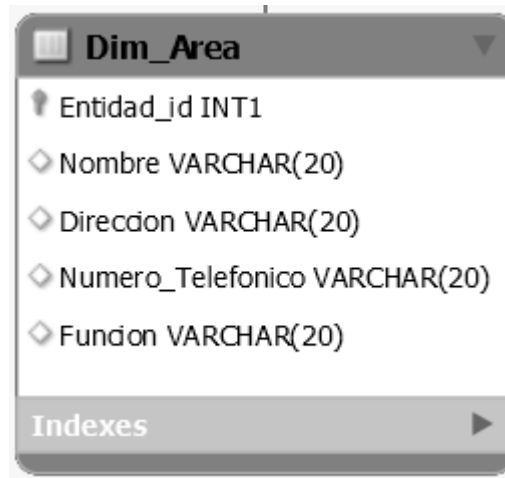 Dim_Area
Entidad_id INT1
Nombre VARCHAR(20)
Direccion VARCHAR(20)
Numero_Telefonico VARCHAR(20)
Funcion VARCHAR(20)
Indexes